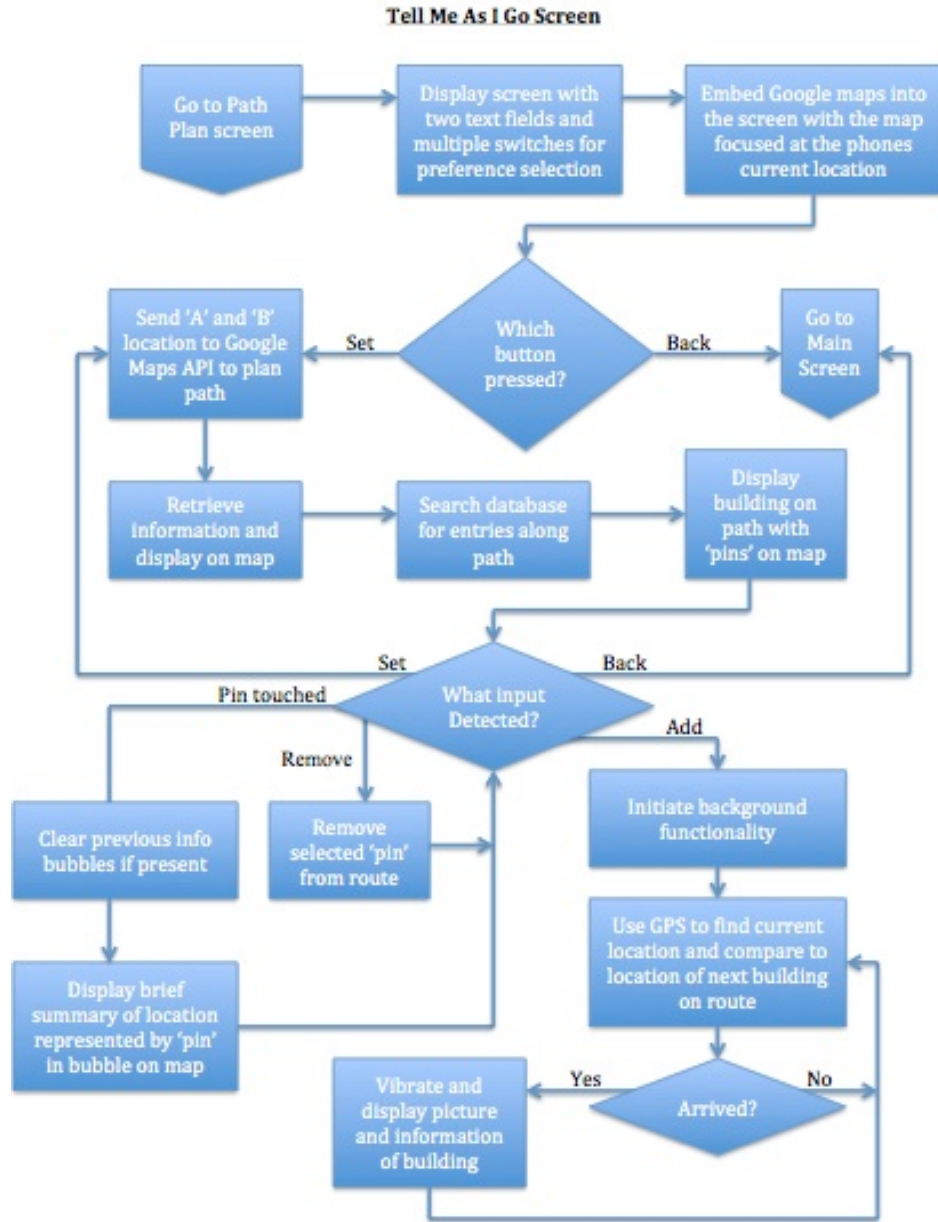 Tell Me As I Go Screen
Go to Path
Plan screen
Display screen with
two text fields and
multiple switches for
preference selection
Embed Google maps into
the screen with the map
focused at the phones
current location
Which
button
pressed?
Set
Back
Send ‘A’ and ‘B’
location to Google
Maps API to plan
path
Go to
Main
Screen
Retrieve
information and
display on map
Search database
for entries along
path
Display
building on
path with
‘pins’ on map
What input
Detected?
Set
Back
Pin touched
Remove
Add
Clear previous info
bubbles if present
Remove
selected ‘pin’
from route
Initiate background
functionality
Display brief
summary of location
represented by ‘pin’
in bubble on map
Use GPS to find current
location and compare to
location of next building
on route
Arrived?
Yes
No
Vibrate and
display picture
and information
of building